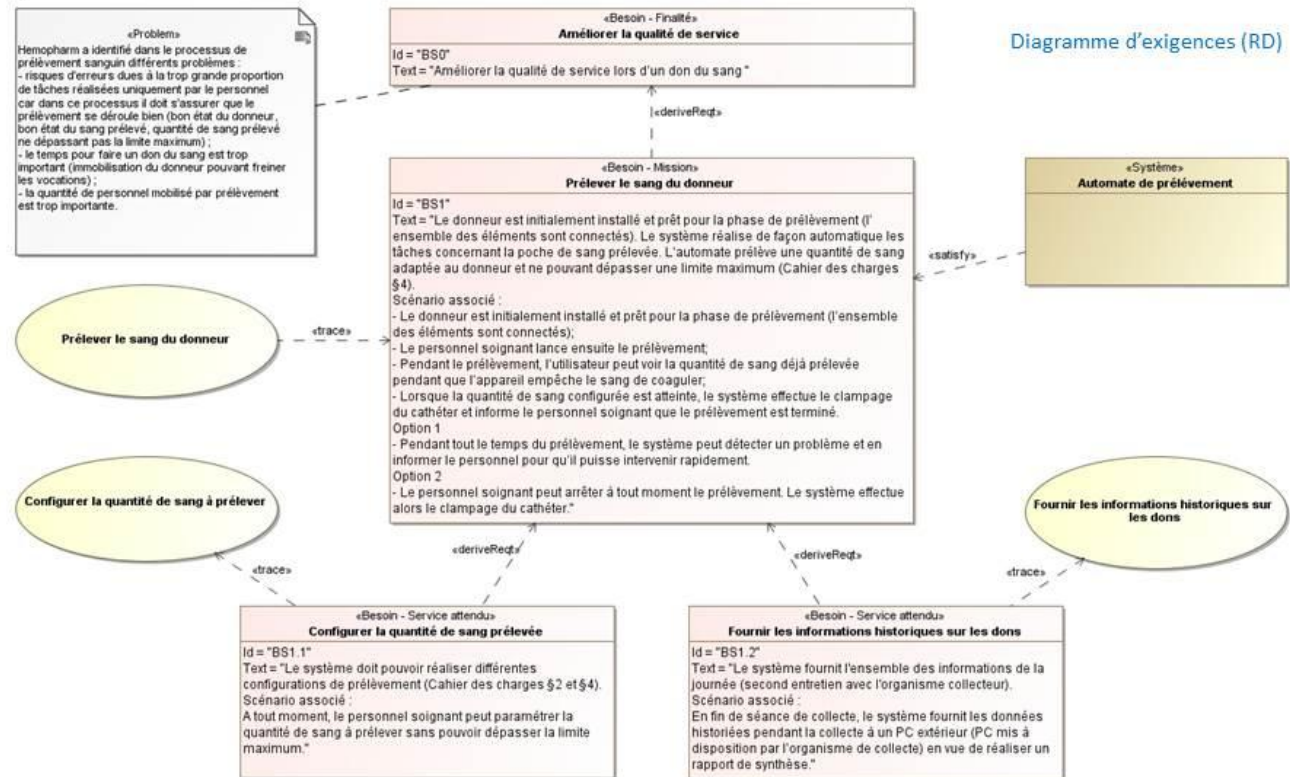 «Problem»
Hemopharm a identifié dans le processus de
prélèvement sanguin différents problèmes :
- risques d'erreurs dues à la trop grande proportion
de tâches réalisées uniquement par le personnel
car dans ce processus il doit s'assurer que le
prélèvement se déroule bien (bon état du donneur,
bon état du sang prélevé, quantité de sang prélevé
ne dépassant pas la limite maximum) ;
- le temps pour faire un don du sang est trop
important (immobilisation du donneur pouvant freiner
les vocations) ;
- la quantité de personnel mobilisé par prélèvement
est trop importante.
«Besoin - Finalité»
Améliorer la qualité de service
Id = "BS0"
Text = "Améliorer la qualité de service lors d'un don du sang "
Diagramme d'exigences (RD)
«deriveReqt»
«Besoin - Mission»
Prélever le sang du donneur
Id = "BS1"
Text = "Le donneur est initialement installé et prêt pour la phase de prélèvement (l'
ensemble des éléments sont connectés). Le système réalise de façon automatique les
tâches concernant la poche de sang prélevée. L'automate prélève une quantité de sang
adaptée au donneur et ne pouvant dépasser une limite maximum (Cahier des charges
§4).
Scénario associé :
- Le donneur est initialement installé et prêt pour la phase de prélèvement (l'ensemble
des éléments sont connectés);
- Le personnel soignant lance ensuite le prélèvement;
- Pendant le prélèvement, l'utilisateur peut voir la quantité de sang déjà prélevée
pendant que l'appareil empêche le sang de coaguler;
- Lorsque la quantité de sang configurée est atteinte, le système effectue le clampage
du cathéter et informe le personnel soignant que le prélèvement est terminé.
Option 1
- Pendant tout le temps du prélèvement, le système peut détecter un problème et en
informer le personnel pour qu'il puisse intervenir rapidement.
Option 2
- Le personnel soignant peut arrêter à tout moment le prélèvement. Le système effectue
alors le clampage du cathéter."
«Système»
Automate de prélévement
«satisfy»
Prélever le sang du donneur
«trace»
Configurer la quantité de sang à prélever
Fournir les informations historiques sur
les dons
«trace»
«deriveReqt»
«deriveReqt»
«trace»
«Besoin - Service attendu»
Configurer la quantité de sang prélevée
Id = "BS1.1"
Text = "Le système doit pouvoir réaliser différentes
configurations de prélèvement (Cahier des charges §2 et §4).
Scénario associé :
A tout moment, le personnel soignant peut paramétrer la
quantité de sang à prélever sans pouvoir dépasser la limite
maximum."
«Besoin - Service attendu»
Fournir les informations historiques sur les dons
Id = "BS1.2"
Text = "Le système fournit l'ensemble des informations de la
journée (second entretien avec l'organisme collecteur).
Scénario associé :
En fin de séance de collecte, le système fournit les données
historiées pendant la collecte à un PC extérieur (PC mis à
disposition par l'organisme de collecte) en vue de réaliser un
rapport de synthèse."